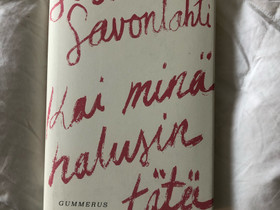 Savonlahti
Kai minä
halusin
tätä
GUMMERUS